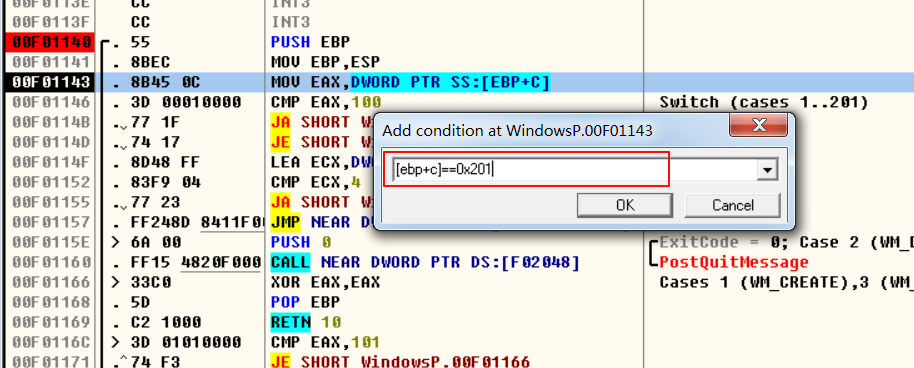 00F0113E CC INT3
00F0113F CC INT3
00F01140 . 55 PUSH EBP
00F01141 . 8BEC MOV EBP,ESP
00F01143 . 8B45 0C MOV EAX,DWORD PTR SS:[EBP+C]
00F01146 . 3D 00010000 CMP EAX,100 Switch (cases 1..201)
00F0114B . 77 1F JA SHORT
00F0114D . 74 17 JE SHORT
00F0114F . 8D48 FF LEA ECX,
00F01152 . 83F9 04 CMP ECX,4
00F01155 . 77 23 JA SHORT
00F01157 . FF248D JMP NEAR
00F0115E > 6A 00 PUSH 0 ExitCode = 0; Case 2
00F01160 . FF15 4820F000 CALL NEAR DWORD PTR DS:[F02048] PostQuitMessage
00F01166 > 33C0 XOR EAX,EAX Cases 1 (WM_CREATE),3
00F01168 . 5D POP EBP
00F01169 . C2 1000 RETN 10
00F0116C > 3D 01010000 CMP EAX,101
00F01171 .^74 F3 JE SHORT WindowsP.00F01166
Add condition at WindowsP.00F01143
[ebp+c]==0x201
OK Cancel